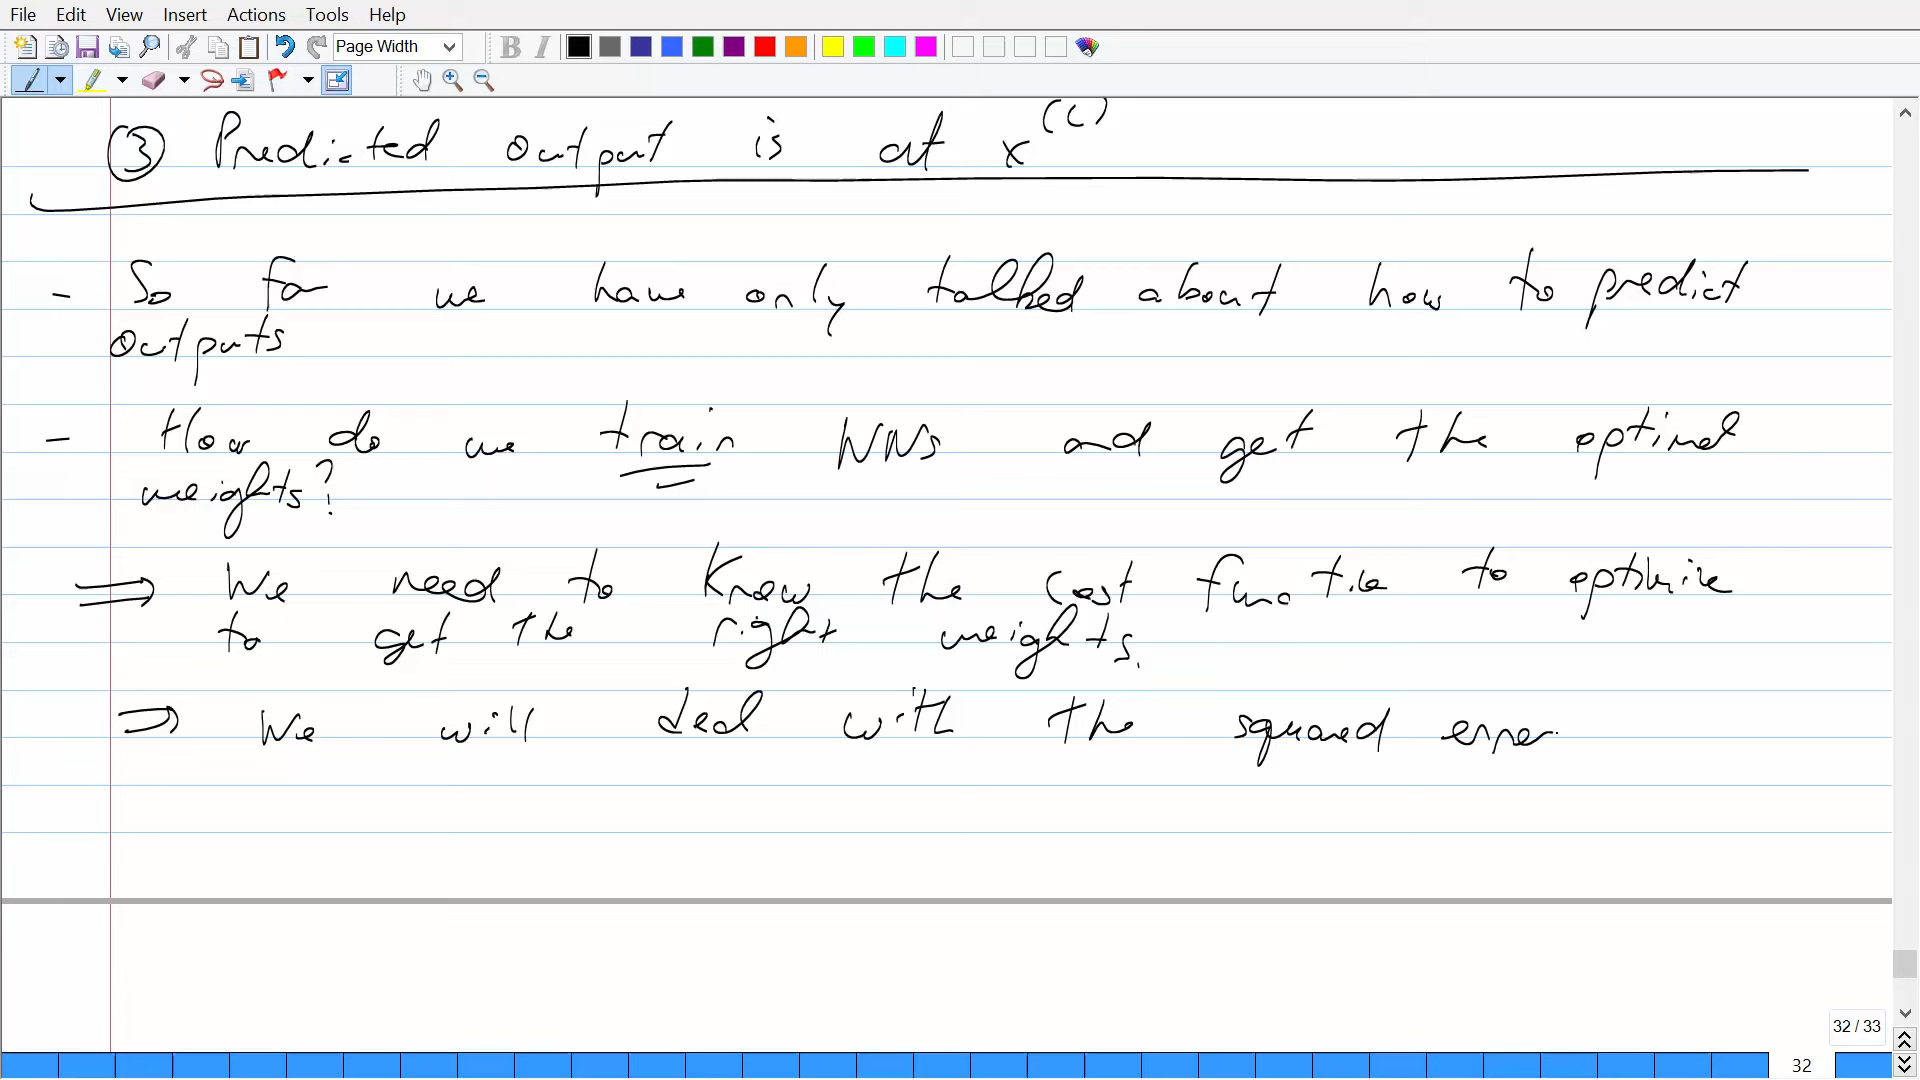 File Edit View Insert Actions Tools Help
Page Width B I
③ Predicted output is at x^(L)
- So far we have only talked about how to predict
outputs
- How do we train NNs and get the optimal
weights?
⇒ We need to know the cost function to optimize
to get the right weights.
⇒ We will deal with the squared error
32 / 33
32